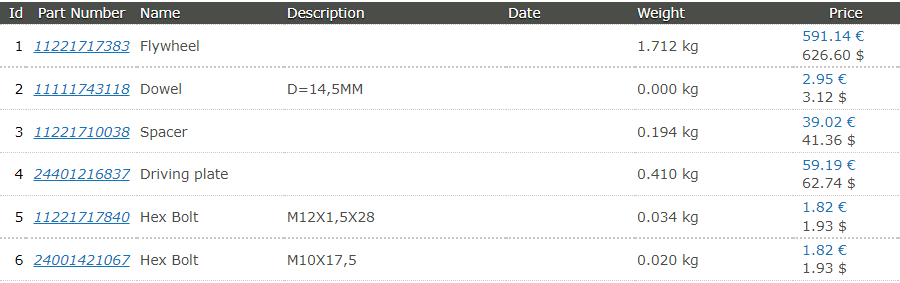 Id Part Number Name Description Date Weight Price
1 11221717383 Flywheel 1.712 kg 591.14 €
626.60 $
2 11111743118 Dowel D=14,5MM 0.000 kg 2.95 €
3.12 $
3 11221710038 Spacer 0.194 kg 39.02 €
41.36 $
4 24401216837 Driving plate 0.410 kg 59.19 €
62.74 $
5 11221717840 Hex Bolt M12X1,5X28 0.034 kg 1.82 €
1.93 $
6 24001421067 Hex Bolt M10X17,5 0.020 kg 1.82 €
1.93 $